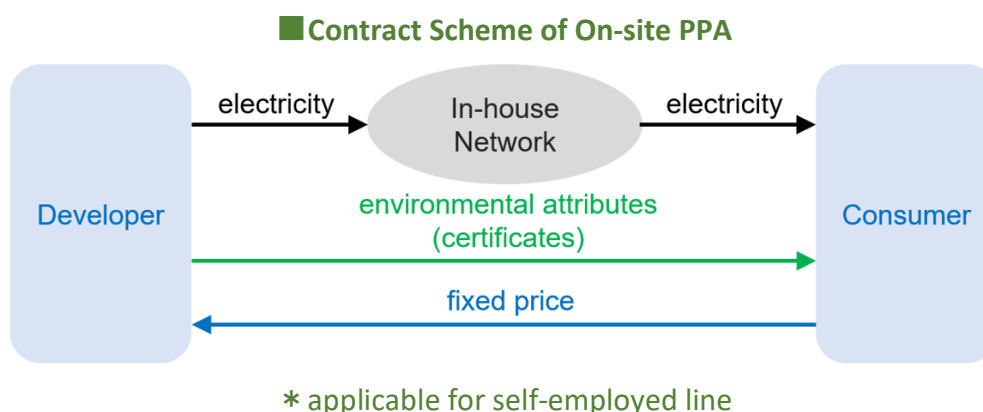 ■Contract Scheme of On-site PPA
electricity
In-house
Network
electricity
Developer
environmental attributes
(certificates)
Consumer
fixed price
* applicable for self-employed line